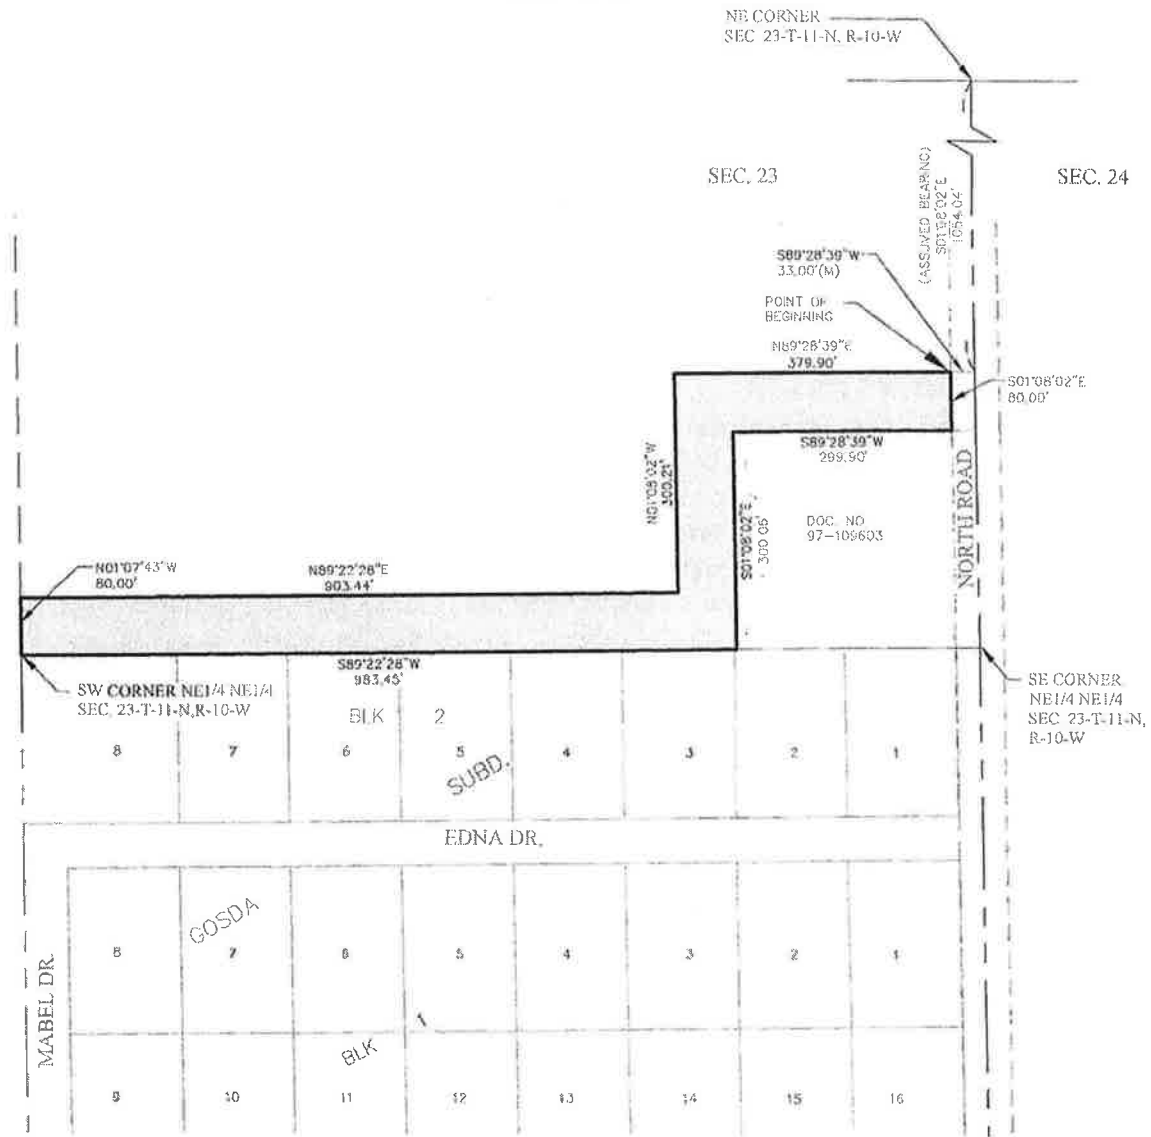 NE CORNER
SEC 23-T-11-N, R-10-W
SEC. 23
SEC. 24
(ASSUMED BEARING)
S01°08'02"E
1054.04'
S89°28'39"W
33.00'(M)
POINT OF
BEGINNING
N89°28'39"E
379.90'
S01°08'02"E
80.00'
S89°28'39"W
299.90'
N01°08'02"W
300.21'
S01°08'02"E
300.05'
DOC. NO
97-109603
NORTH ROAD
N01°07'43"W
80.00'
N89°22'28"E
903.44'
S89°22'28"W
983.45'
SW CORNER NE1/4 NE1/4
SEC. 23-T-11-N,R-10-W
SE CORNER
NE1/4 NE1/4
SEC 23-T-11-N,
R-10-W
BLK 2
8 7 6 5 4 3 2 1
SUBD.
EDNA DR.
GOSDA
8 7 6 5 4 3 2 1
MABEL DR.
BLK 1
9 10 11 12 13 14 15 16